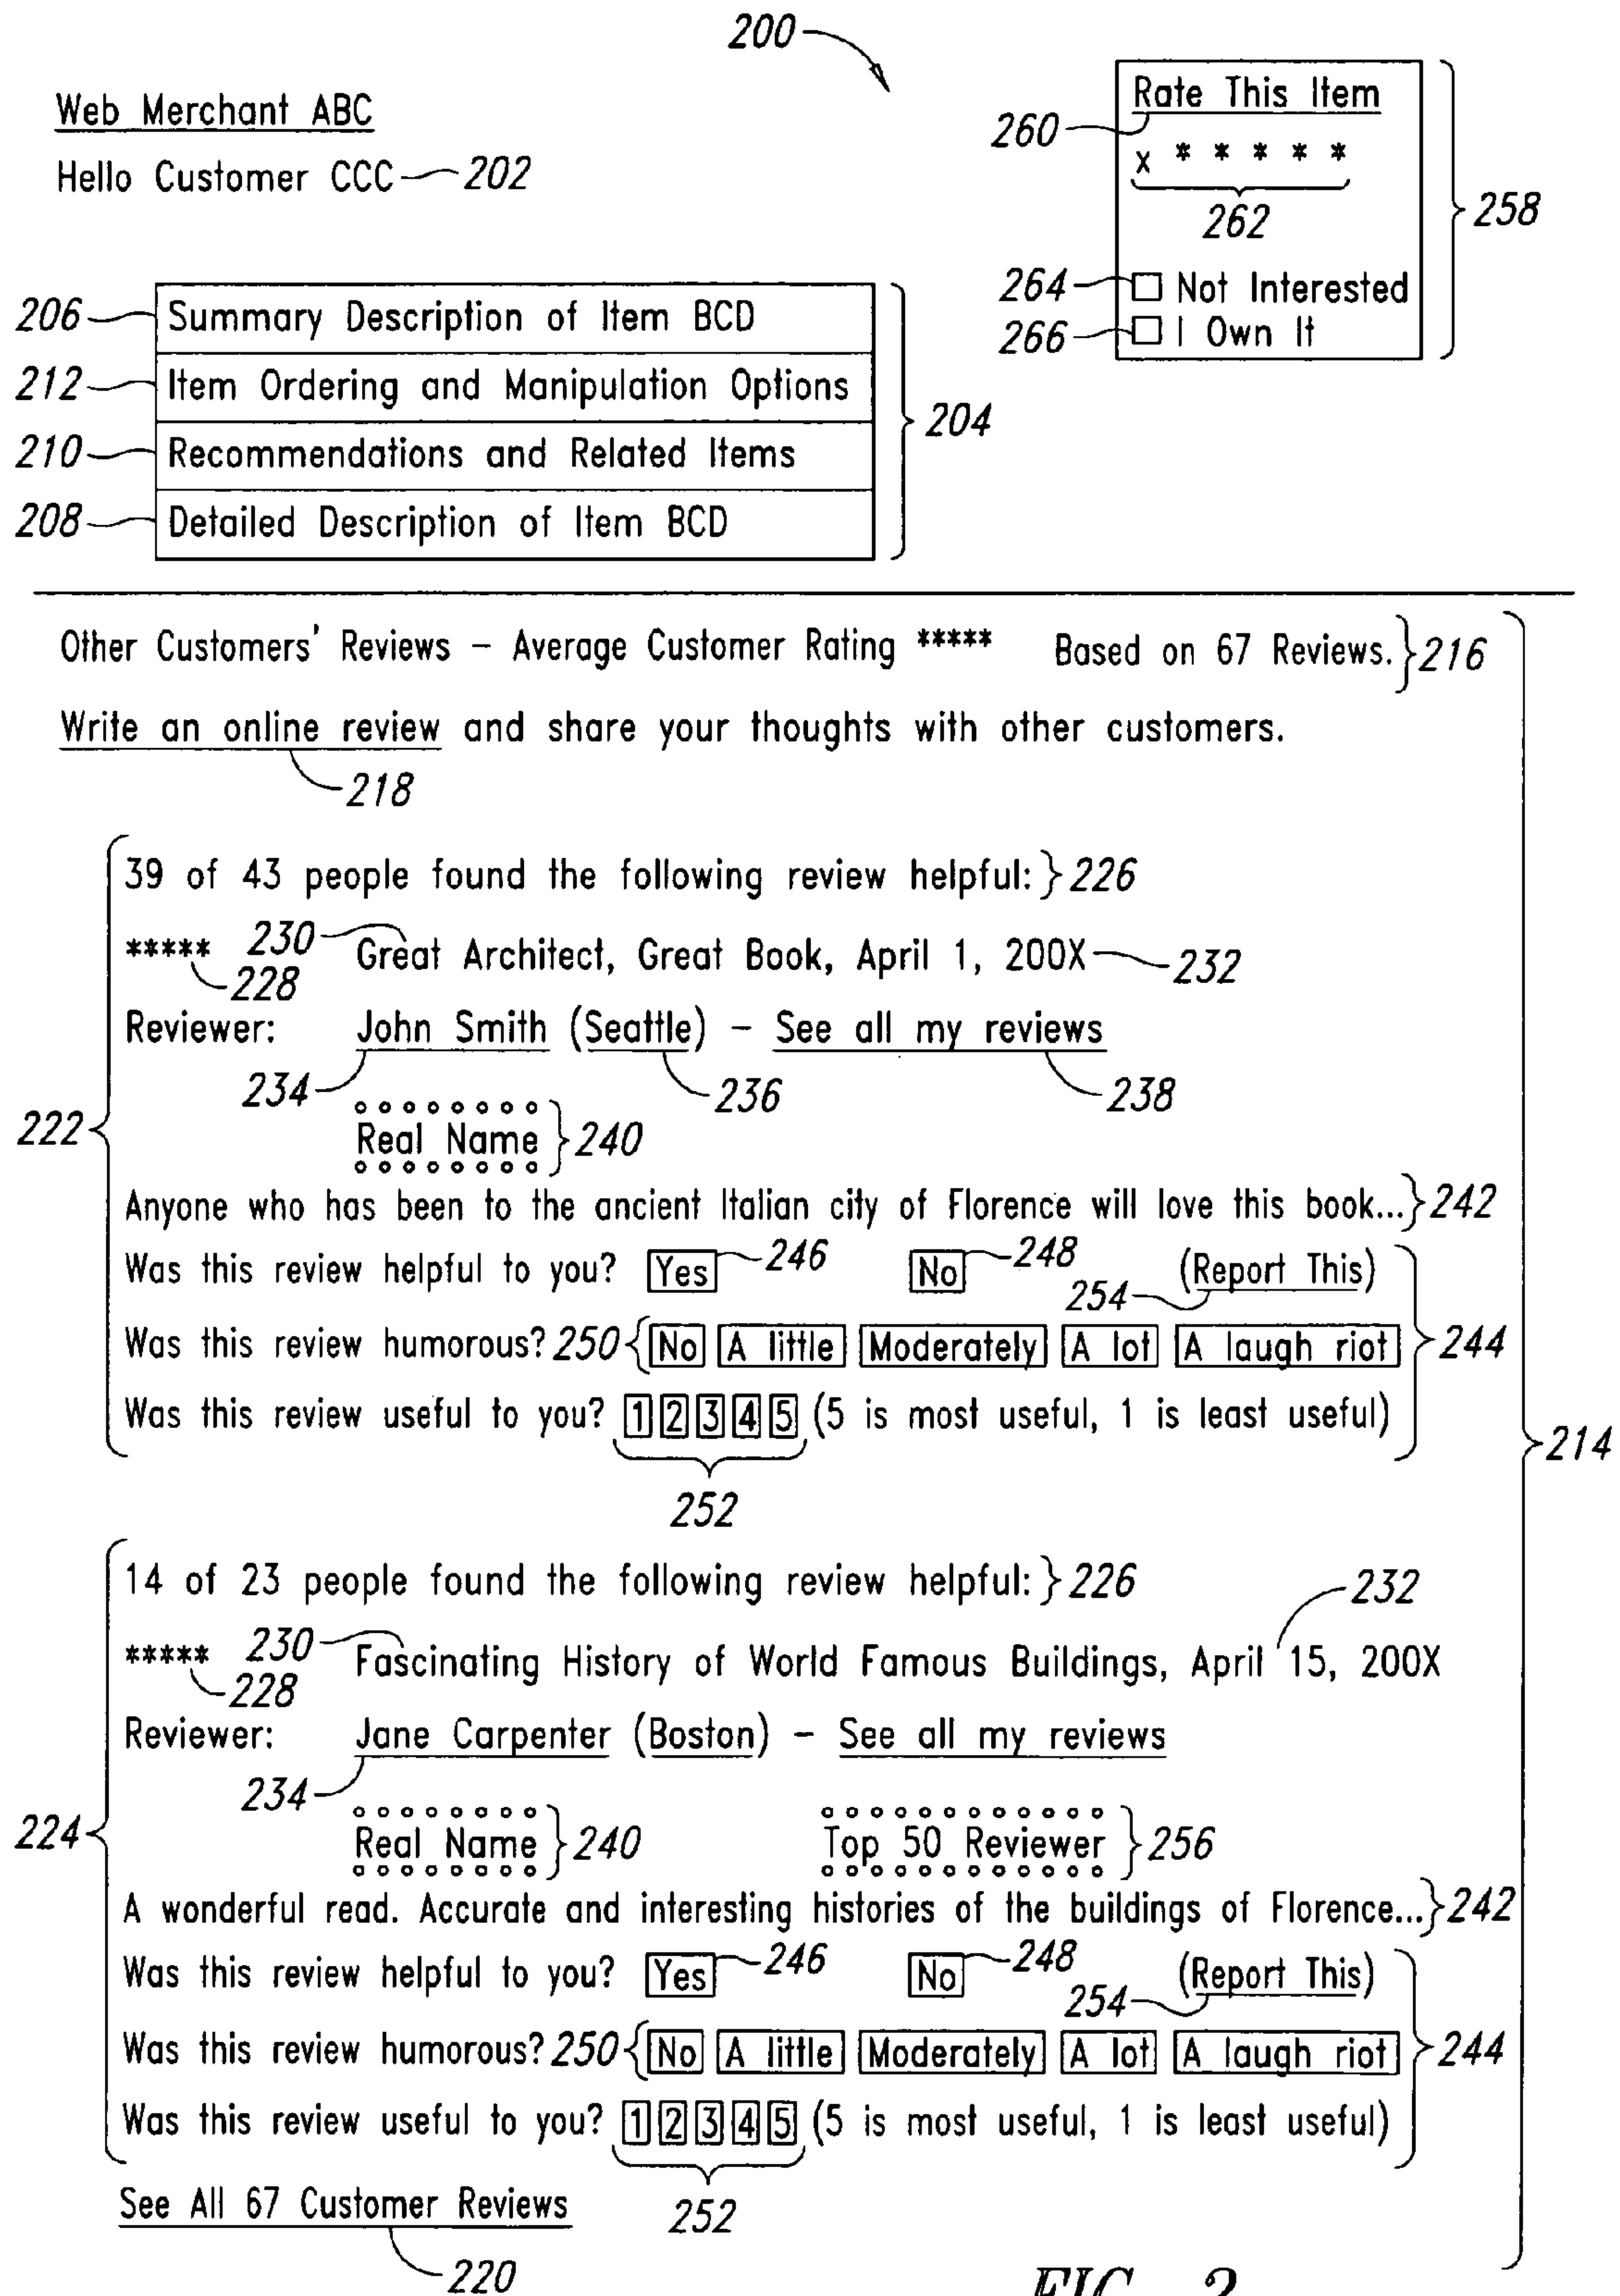 200
Web Merchant ABC
Hello Customer CCC 202
Rate This Item
260
x * * * * *
262
258
264 Not Interested
266 I Own It
206 Summary Description of Item BCD
212 Item Ordering and Manipulation Options
210 Recommendations and Related Items
208 Detailed Description of Item BCD
204
Other Customers' Reviews – Average Customer Rating ***** Based on 67 Reviews. 216
Write an online review and share your thoughts with other customers.
218
39 of 43 people found the following review helpful: 226
***** 230 Great Architect, Great Book, April 1, 200X 232
228
Reviewer: John Smith (Seattle) – See all my reviews
234 236 238
222 Real Name 240
Anyone who has been to the ancient Italian city of Florence will love this book... 242
Was this review helpful to you? Yes 246 No 248 (Report This)
254
Was this review humorous? 250 No A little Moderately A lot A laugh riot 244
Was this review useful to you? 1 2 3 4 5 (5 is most useful, 1 is least useful)
214
252
14 of 23 people found the following review helpful: 226 232
***** 230 Fascinating History of World Famous Buildings, April 15, 200X
228
Reviewer: Jane Carpenter (Boston) – See all my reviews
234
224 Real Name 240 Top 50 Reviewer 256
A wonderful read. Accurate and interesting histories of the buildings of Florence... 242
Was this review helpful to you? Yes 246 No 248 (Report This)
254
Was this review humorous? 250 No A little Moderately A lot A laugh riot 244
Was this review useful to you? 1 2 3 4 5 (5 is most useful, 1 is least useful)
See All 67 Customer Reviews 252
220
FIG. 2